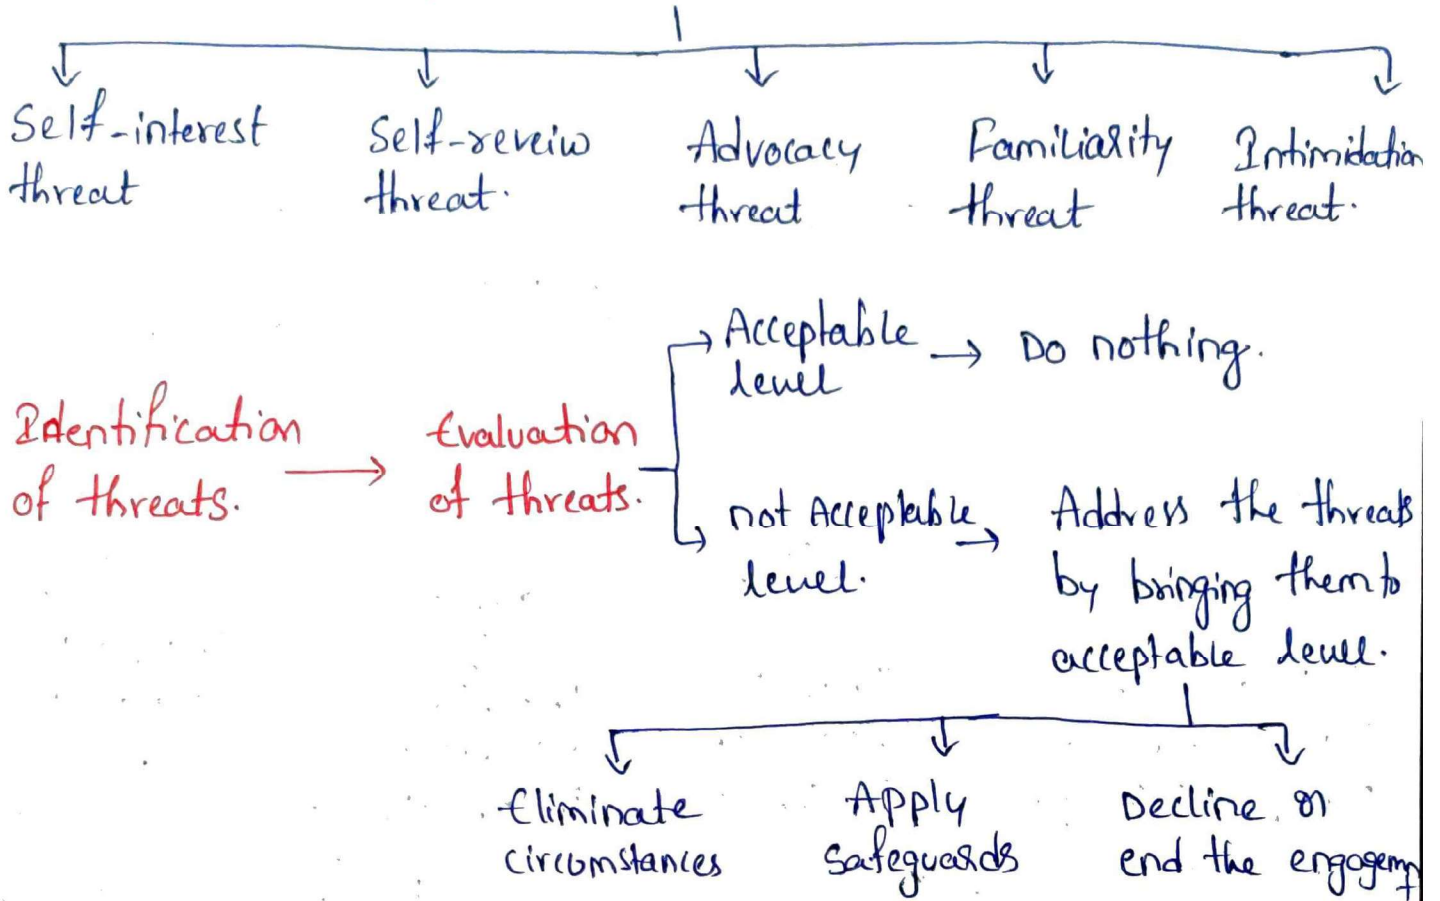 Self-interest
threat
Self-reveiw
threat.
Advocacy
threat
Familiarity
threat
Intimidation
threat.
Identification
of threats.
Evaluation
of threats.
Acceptable
level
Do nothing.
not Acceptable
level.
Address the threats
by bringing them to
acceptable level.
Eliminate
circumstances
Apply
safeguards
Decline or
end the engagemt